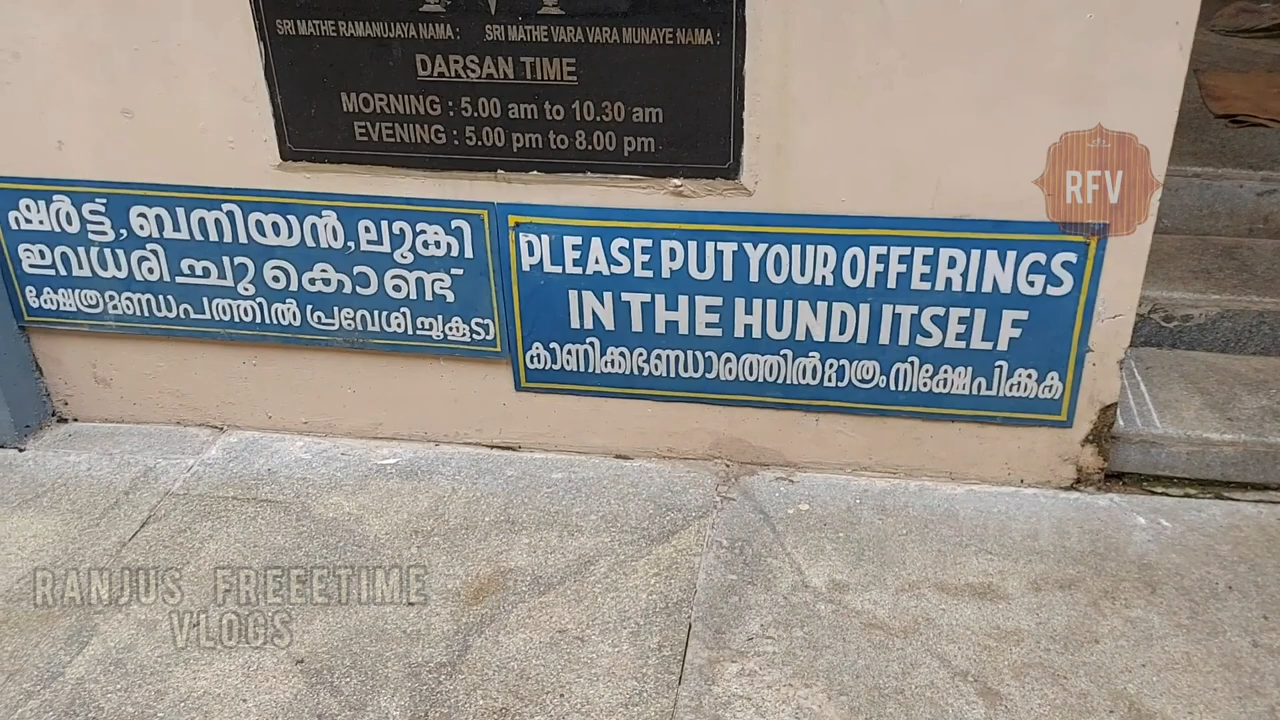 SRI MATHE RAMANUJAYA NAMA : SRI MATHE VARA VARA MUNAYE NAMA :
DARSAN TIME
MORNING : 5.00 am to 10.30 am
EVENING : 5.00 pm to 8.00 pm
ഷർട്ട്,ബനിയൻ,ലുങ്കി
ഇവധരിച്ചുകൊണ്ട്
ക്ഷേത്രമണ്ഡപത്തിൽ പ്രവേശിച്ചുകൂടാ
PLEASE PUT YOUR OFFERINGS
IN THE HUNDI ITSELF
കാണിക്കഭണ്ഡാരത്തിൽമാത്രം നിക്ഷേപിക്കുക
RFV
RANJUS FREEETIME
VLOGS